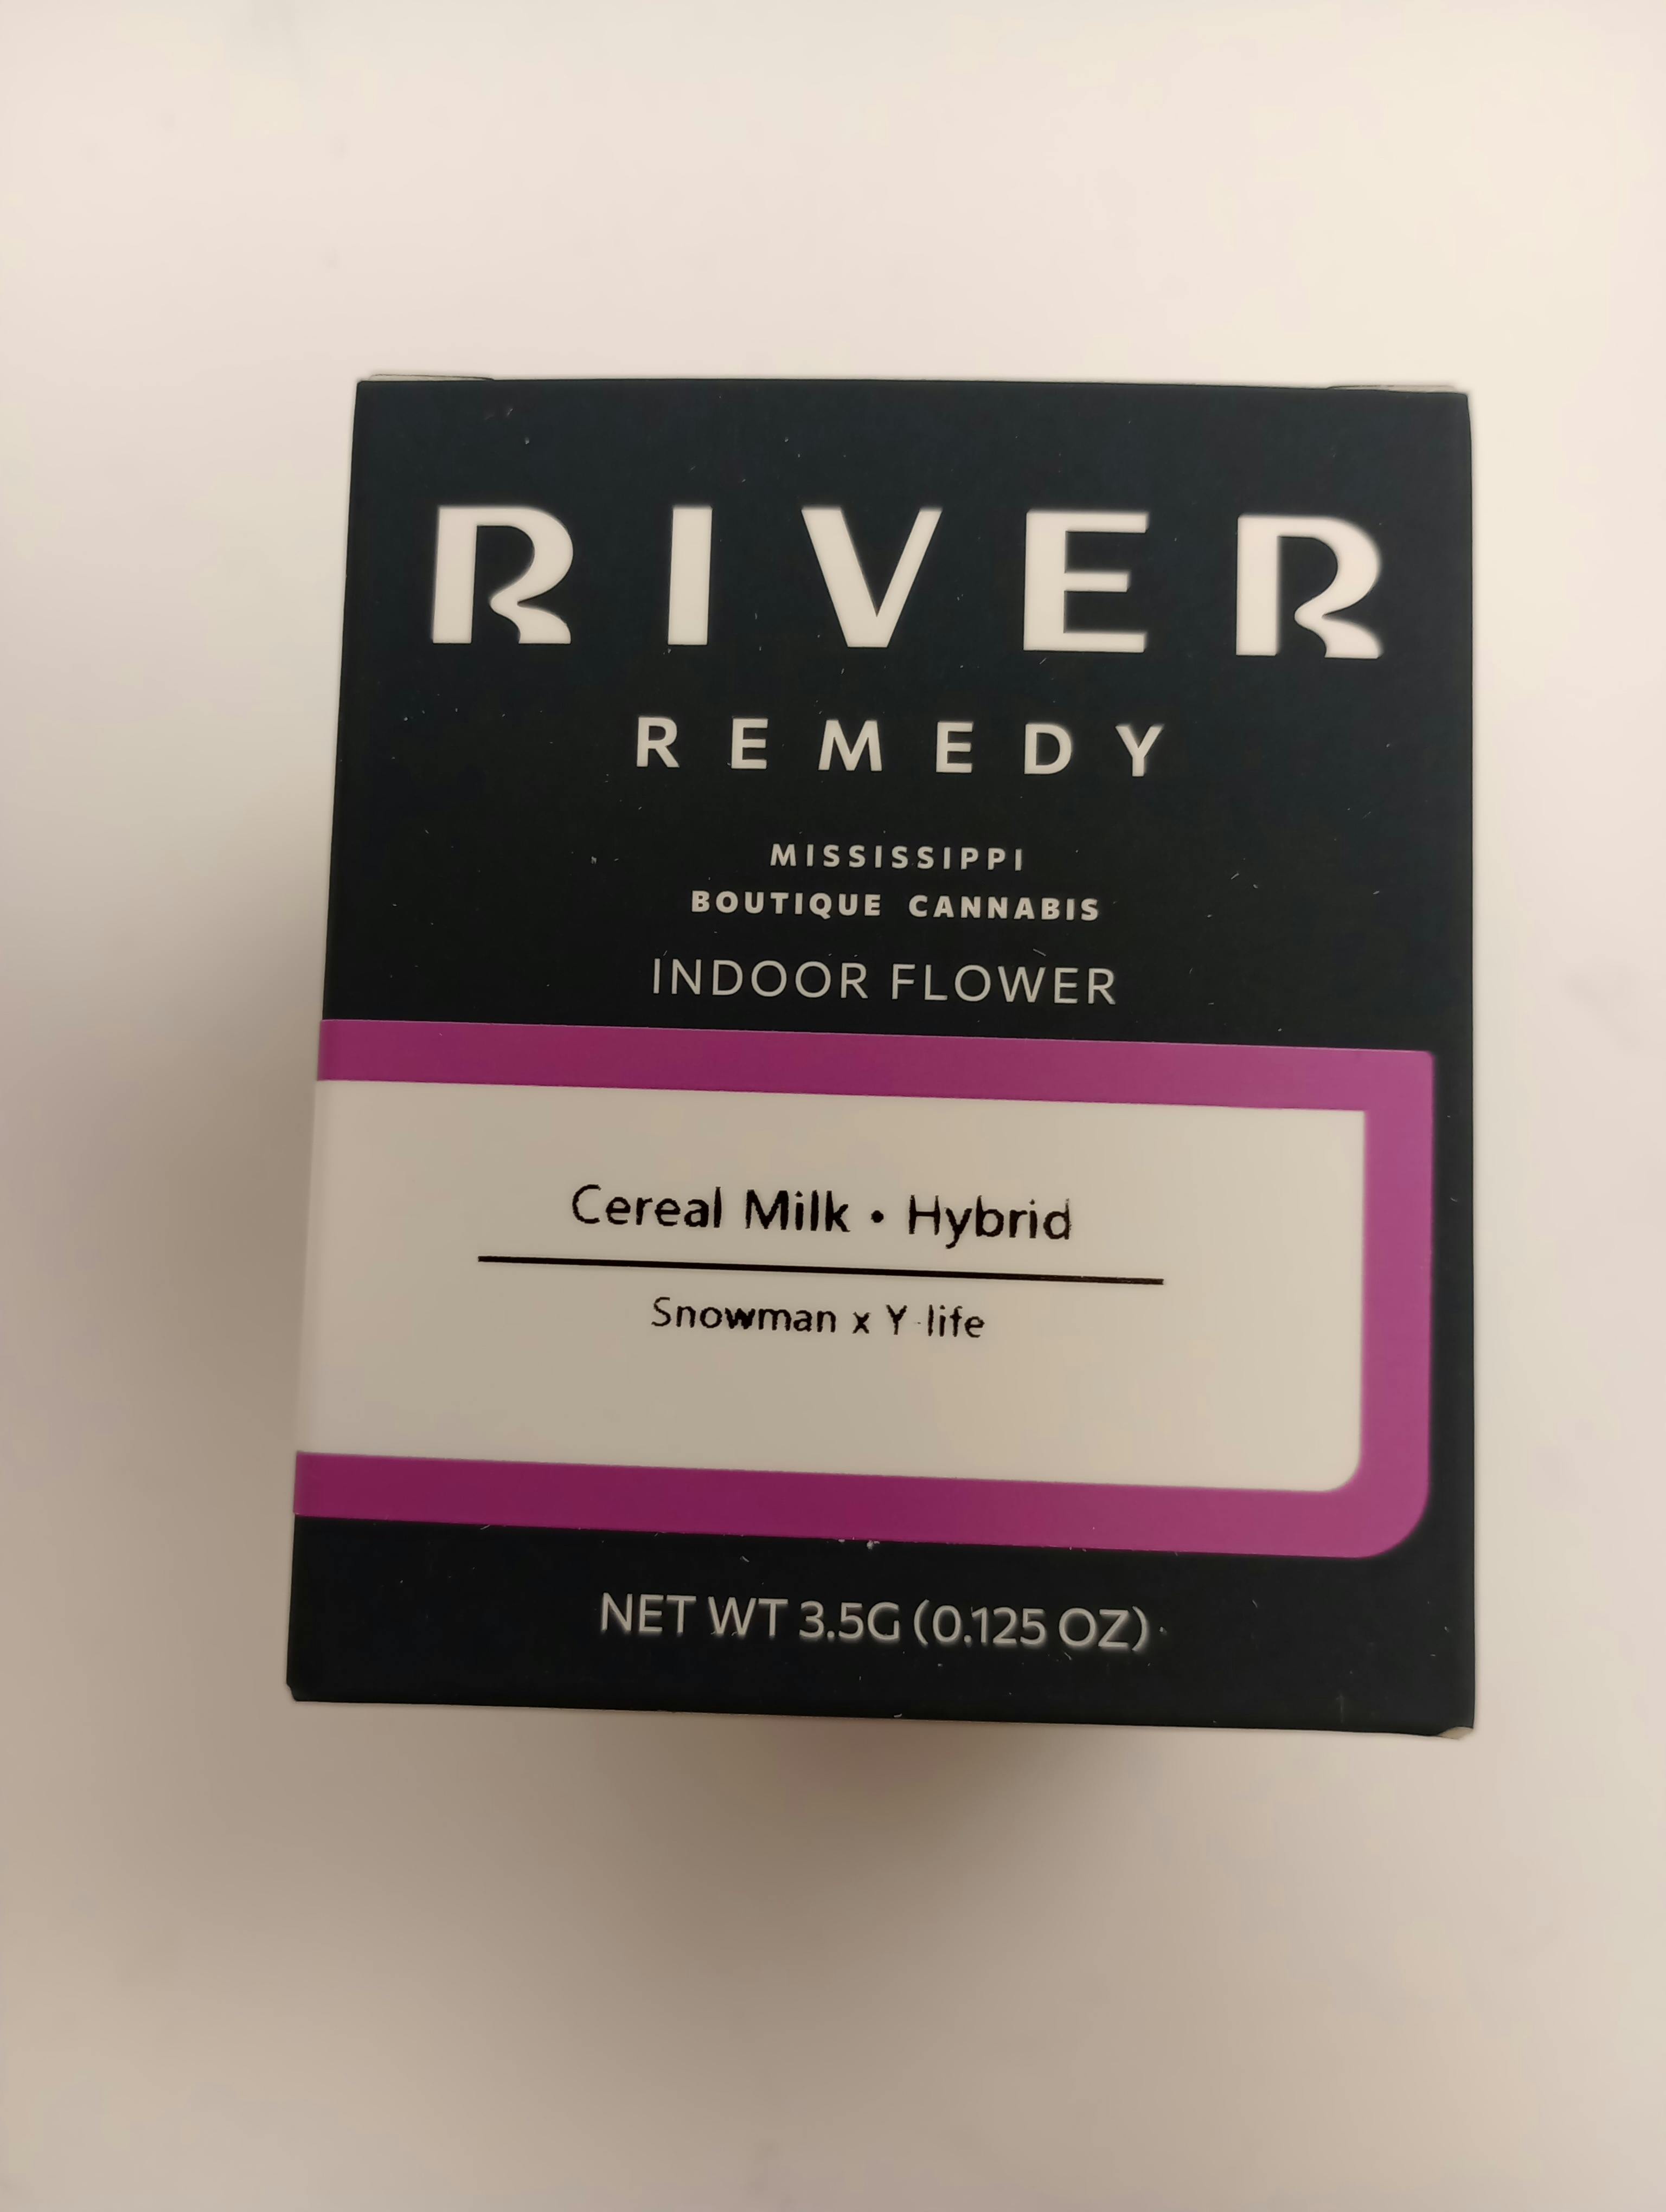 RIVER
REMEDY
MISSISSIPPI
BOUTIQUE CANNABIS
INDOOR FLOWER
Cereal Milk • Hybrid
Snowman x Y life
NET WT 3.5G (0.125 OZ)